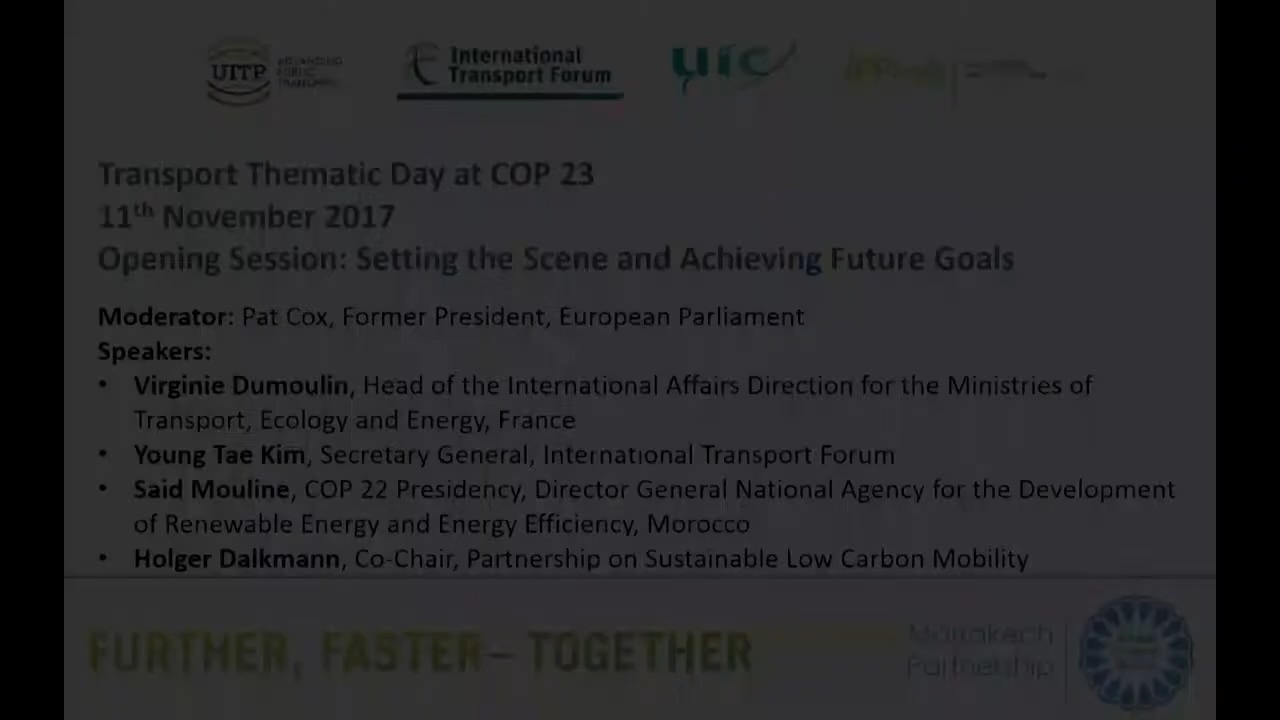 UITP
ADVANCING
PUBLIC
TRANSPORT
International
Transport Forum
uic
Transport Thematic Day at COP 23
11th November 2017
Opening Session: Setting the Scene and Achieving Future Goals
Moderator: Pat Cox, Former President, European Parliament
Speakers:
• Virginie Dumoulin, Head of the International Affairs Direction for the Ministries of
Transport, Ecology and Energy, France
• Young Tae Kim, Secretary General, International Transport Forum
• Said Mouline, COP 22 Presidency, Director General National Agency for the Development
of Renewable Energy and Energy Efficiency, Morocco
• Holger Dalkmann, Co-Chair, Partnership on Sustainable Low Carbon Mobility
FURTHER, FASTER – TOGETHER
Marrakech
Partnership